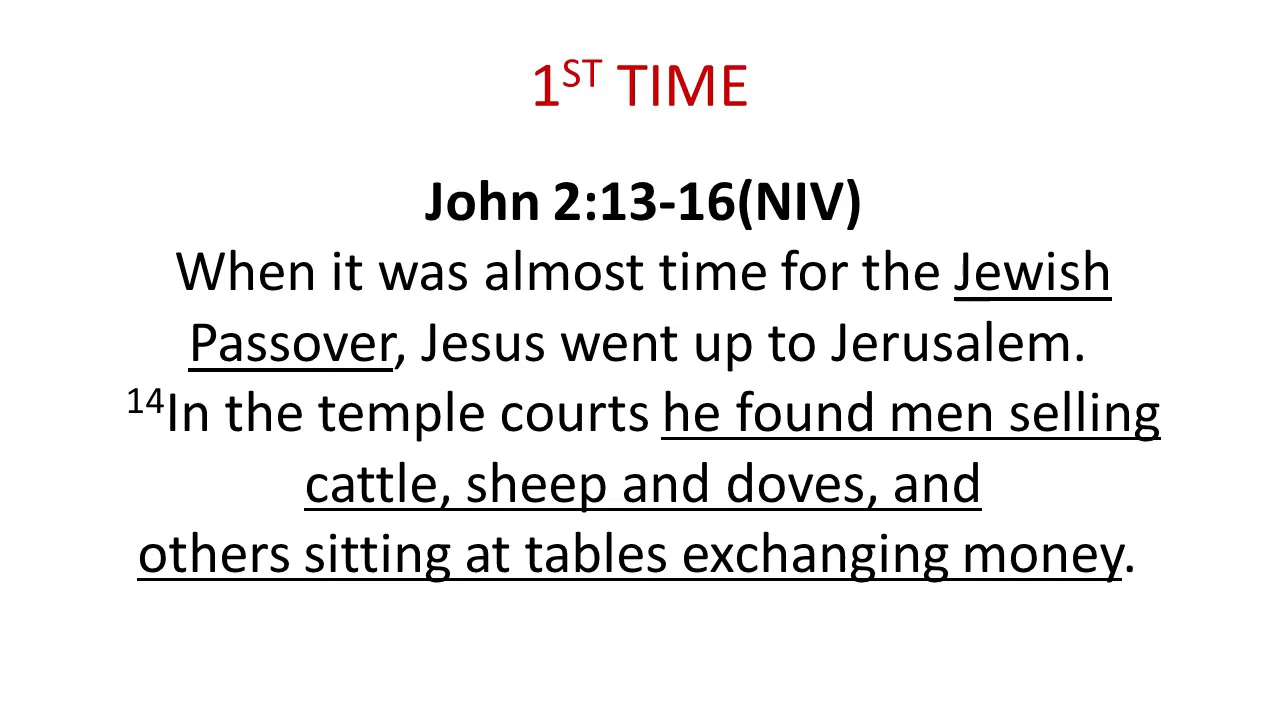 1ST TIME
John 2:13-16(NIV)
When it was almost time for the Jewish
Passover, Jesus went up to Jerusalem.
14In the temple courts he found men selling
cattle, sheep and doves, and
others sitting at tables exchanging money.